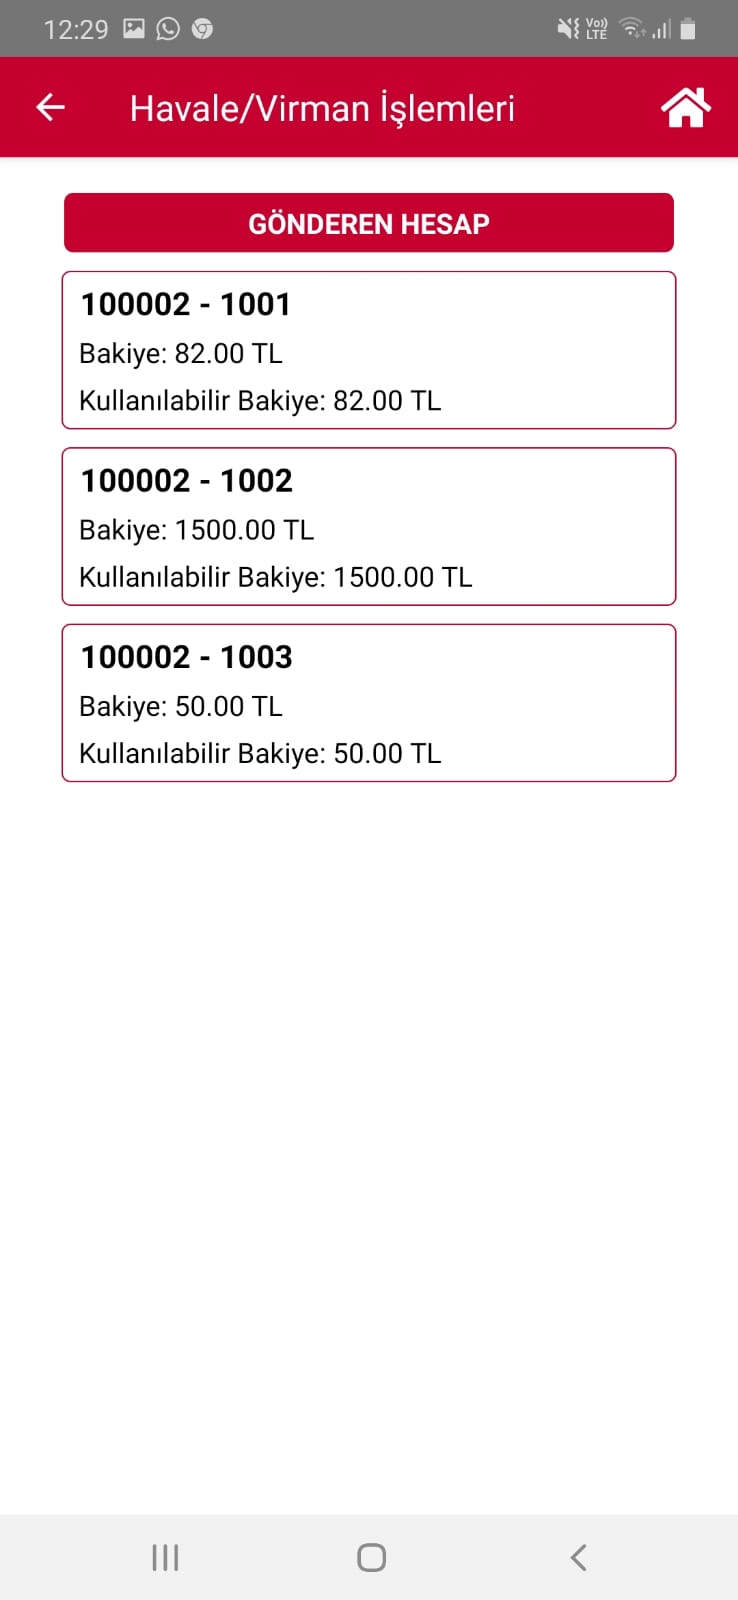 12:29
Vo)) LTE
Havale/Virman İşlemleri
GÖNDEREN HESAP
100002 - 1001
Bakiye: 82.00 TL
Kullanılabilir Bakiye: 82.00 TL
100002 - 1002
Bakiye: 1500.00 TL
Kullanılabilir Bakiye: 1500.00 TL
100002 - 1003
Bakiye: 50.00 TL
Kullanılabilir Bakiye: 50.00 TL